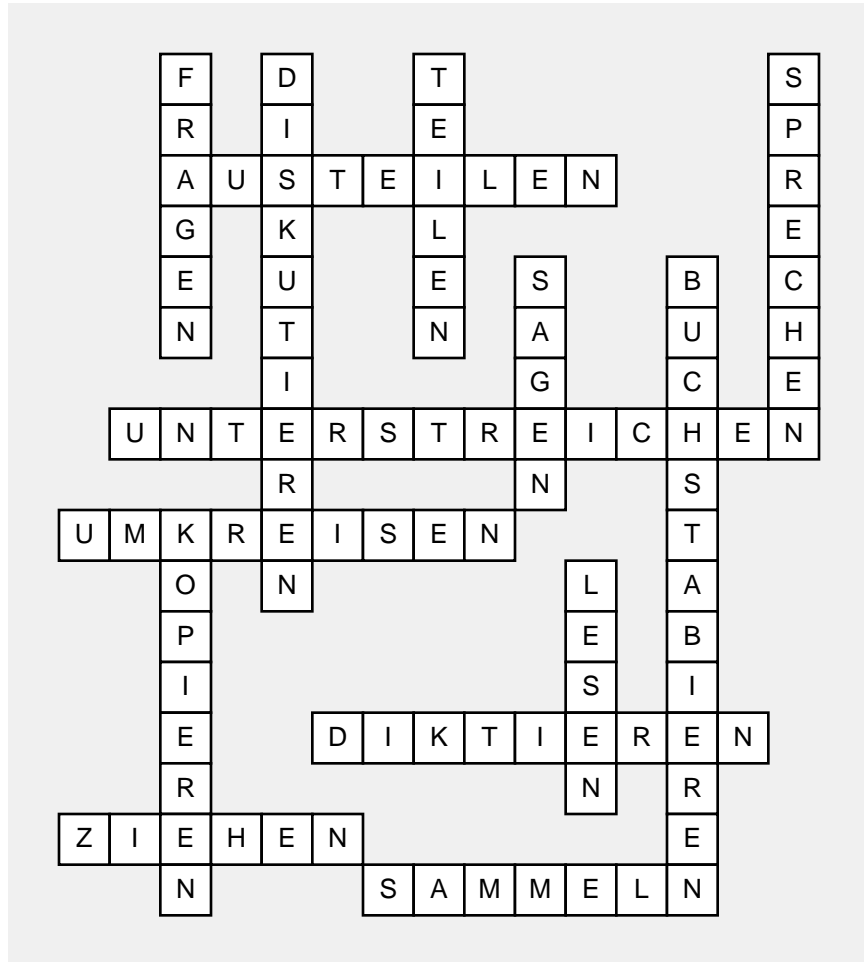 FRAGEN
DISKUTIEREN
TEILEN
SPRECHEN
AUSTEILEN
SAGEN
BUCHSTABIEREN
UNTERSTREICHEN
UMKREISEN
KOPIEREN
LESEN
DIKTIEREN
ZIEHEN
SAMMELN